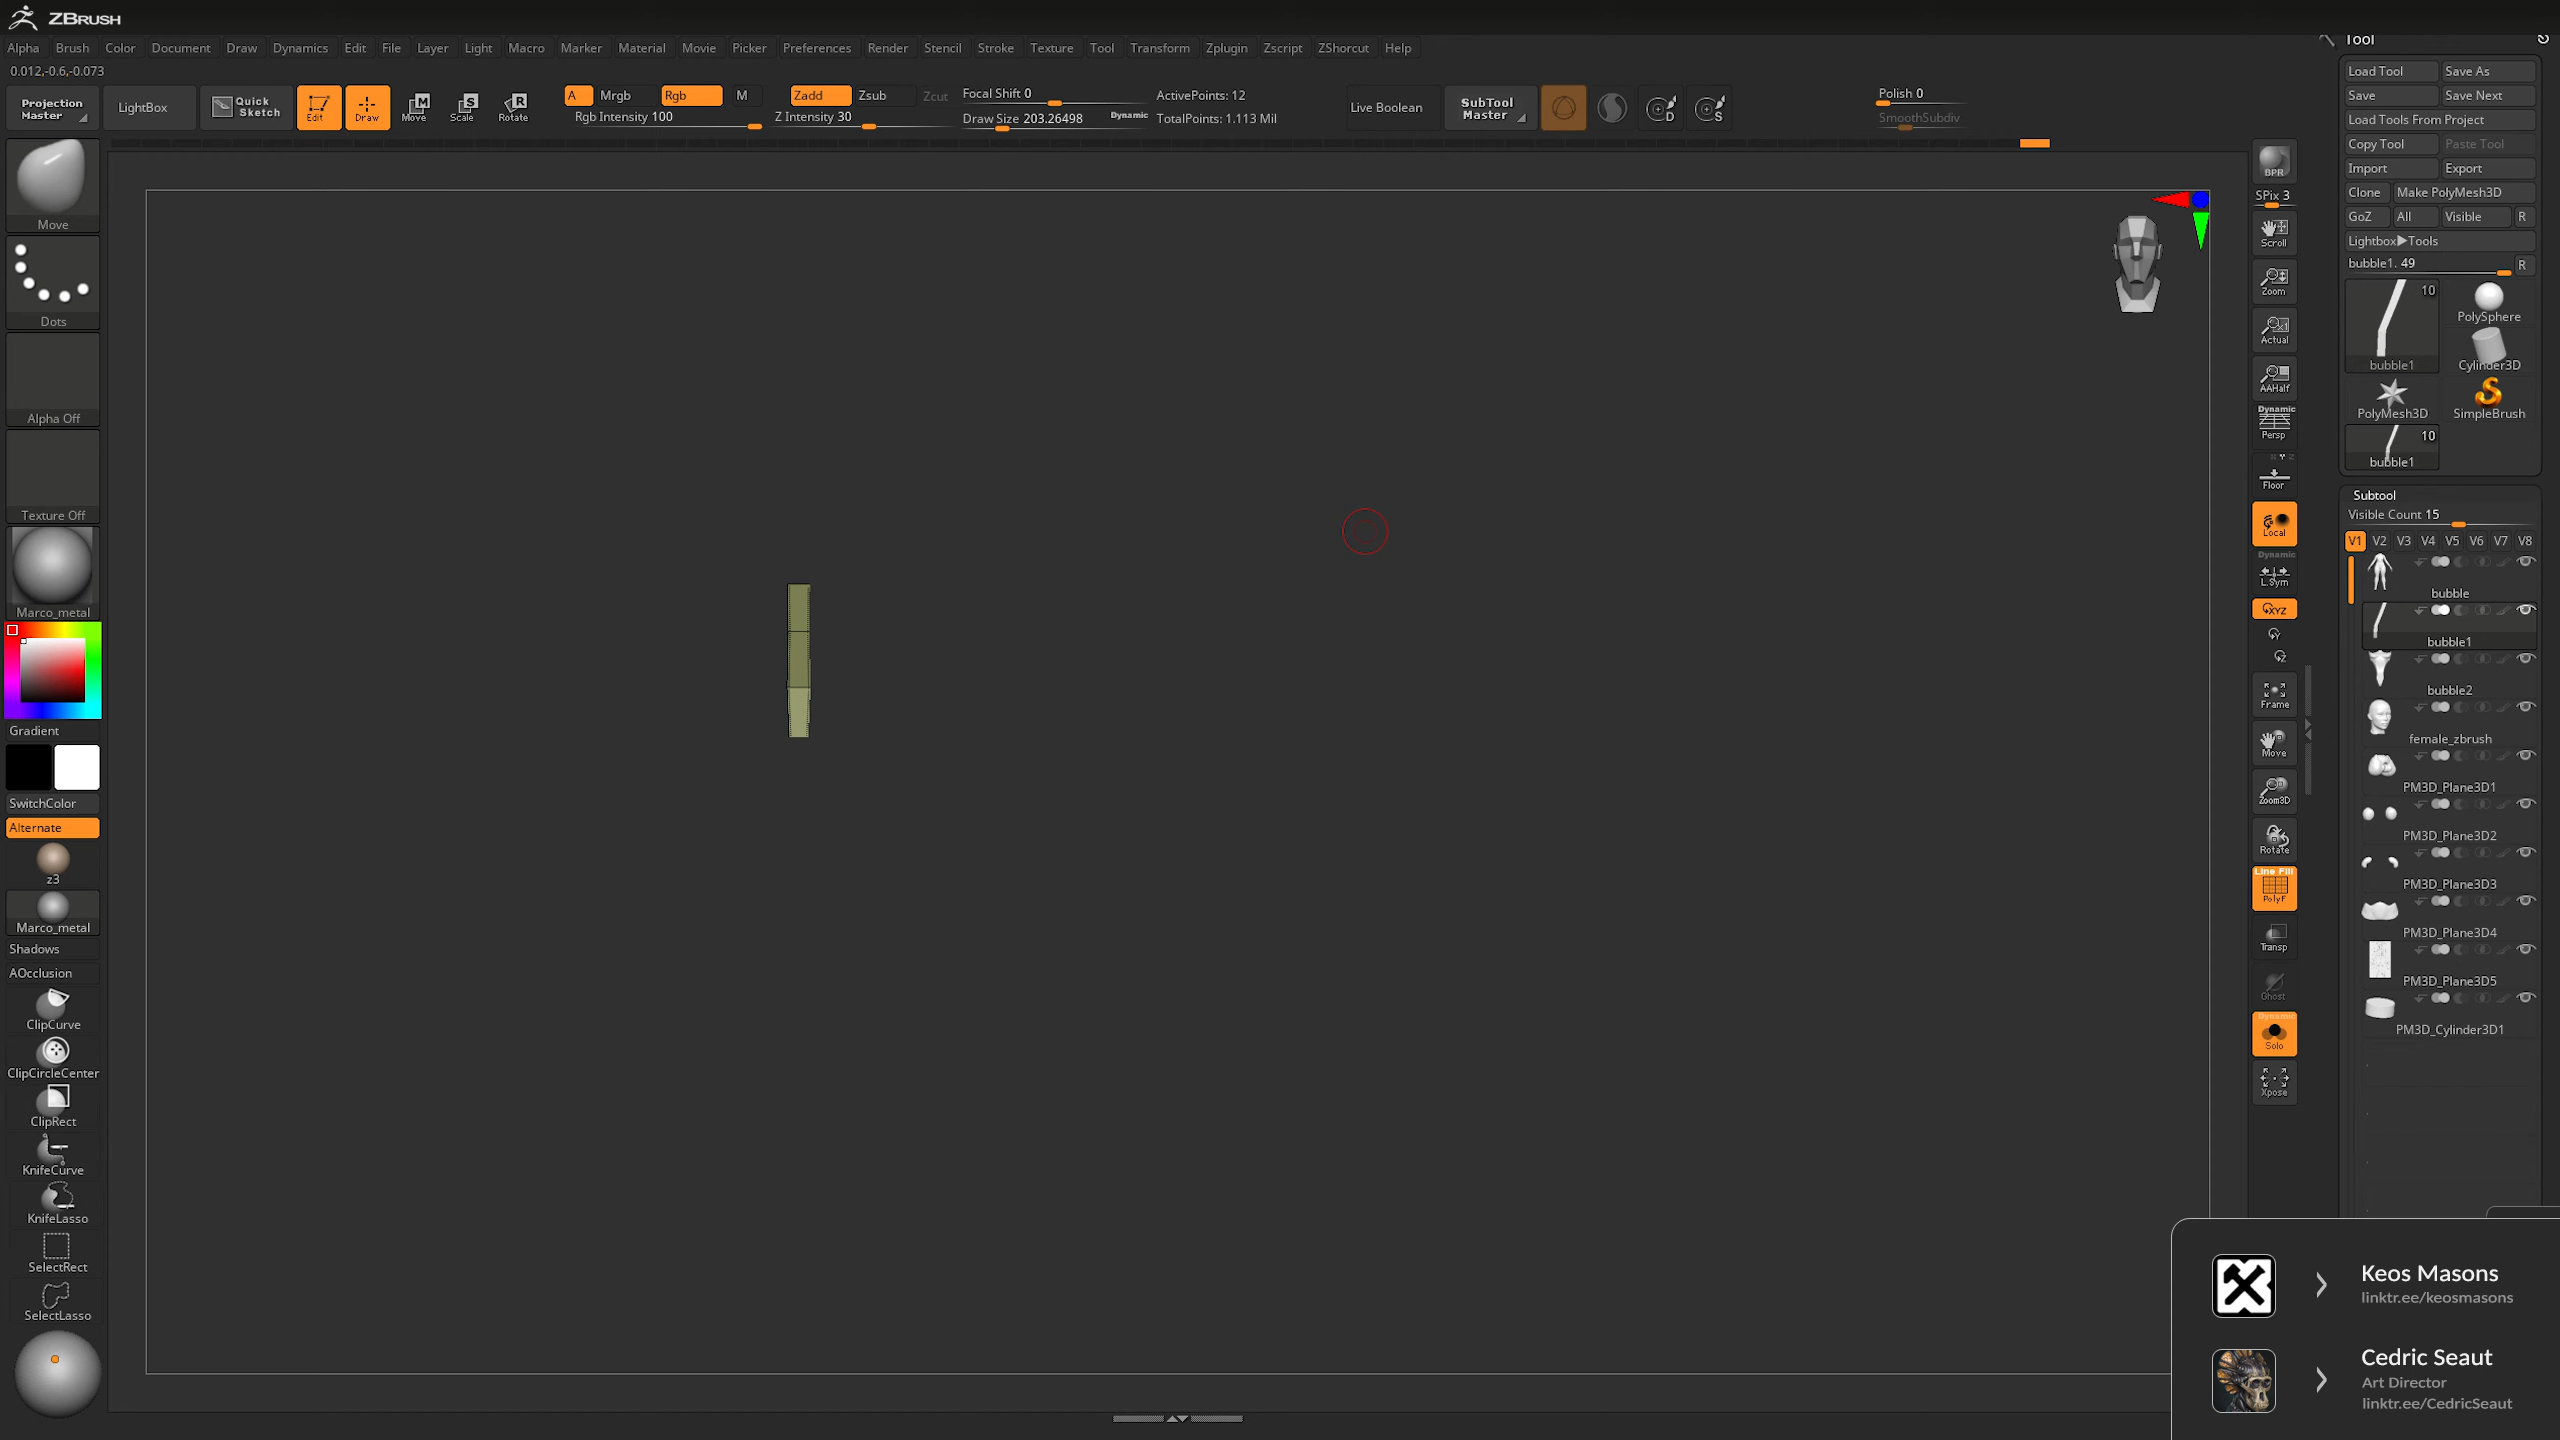 ZBRUSH
Alpha Brush Color Document Draw Dynamics Edit File Layer Light Macro Marker Material Movie Picker Preferences Render Stencil Stroke Texture Tool Transform Zplugin Zscript ZShorcut Help
0.012,-0.6,-0.073
Projection Master
LightBox
Quick Sketch
Edit
Draw
Move
Scale
Rotate
A Mrgb Rgb M
Rgb Intensity 100
Zadd Zsub Zcut
Z Intensity 30
Focal Shift 0
Draw Size 203.26498 Dynamic
ActivePoints: 12
TotalPoints: 1.113 Mil
Live Boolean
SubTool Master
Polish 0
SmoothSubdiv
Move
Dots
Alpha Off
Texture Off
Marco_metal
Gradient
SwitchColor
Alternate
z3
Marco_metal
Shadows
AOcclusion
ClipCurve
ClipCircleCenter
ClipRect
KnifeCurve
KnifeLasso
SelectRect
SelectLasso
BPR
SPix 3
Scroll
Zoom
Actual
AAHalf
Dynamic
Persp
Floor
Local
Dynamic
L.Sym
XYZ
Frame
Move
Zoom3D
Rotate
Line Fill
PolyF
Transp
Ghost
Dynamic
Solo
Xpose
Tool
Load Tool Save As
Save Save Next
Load Tools From Project
Copy Tool Paste Tool
Import Export
Clone Make PolyMesh3D
GoZ All Visible R
Lightbox▶Tools
bubble1. 49 R
10
bubble1
PolySphere
Cylinder3D
PolyMesh3D
SimpleBrush
10
bubble1
Subtool
Visible Count 15
V1 V2 V3 V4 V5 V6 V7 V8
bubble
bubble1
bubble2
female_zbrush
PM3D_Plane3D1
PM3D_Plane3D2
PM3D_Plane3D3
PM3D_Plane3D4
PM3D_Plane3D5
PM3D_Cylinder3D1
Keos Masons
linktr.ee/keosmasons
Cedric Seaut
Art Director
linktr.ee/CedricSeaut